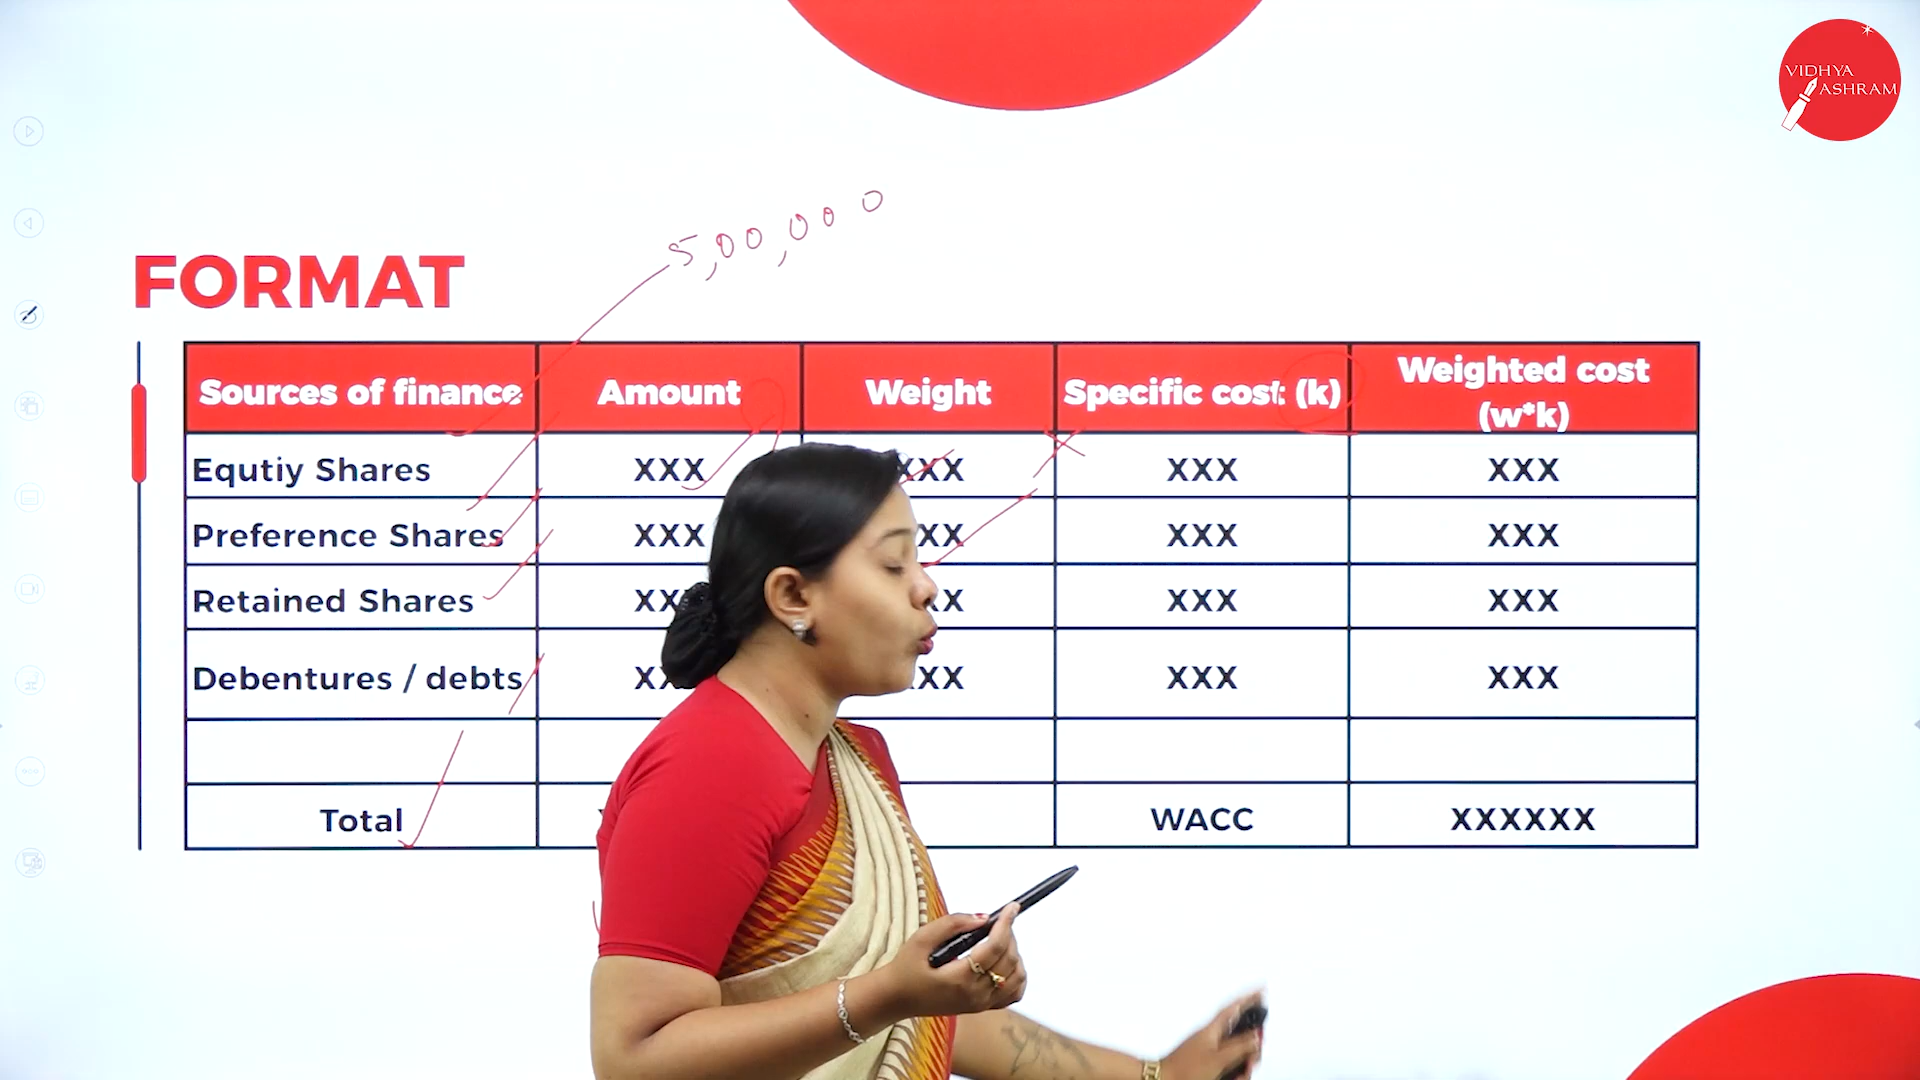 VIDHYA
ASHRAM
5,00,000
FORMAT
Sources of finance Amount Weight Specific cost (k) Weighted cost (w*k)
Equtiy Shares XXX XXX XXX XXX
Preference Shares XXX XX XXX XXX
Retained Shares XX XX XXX XXX
Debentures / debts XX XXX XXX XXX
Total WACC XXXXXX